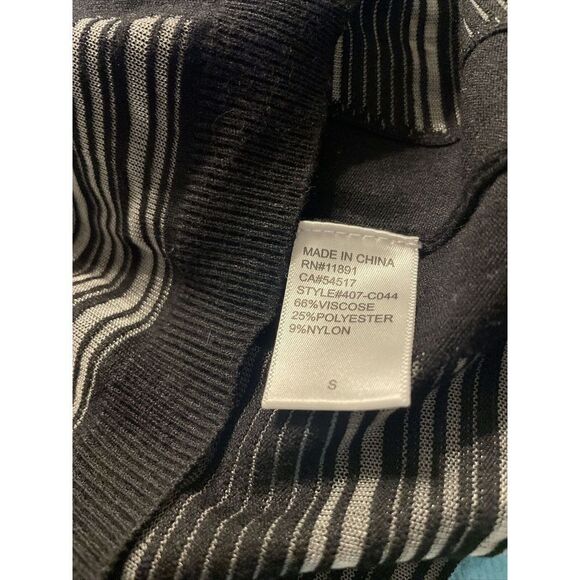 MADE IN CHINA
RN#11891
CA#54517
STYLE#407-C044
66%VISCOSE
25%POLYESTER
9%NYLON
S